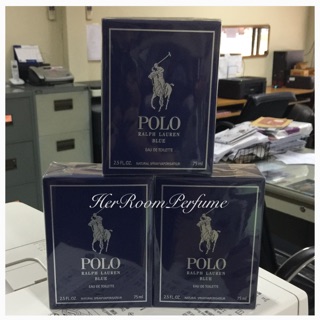 POLO
RALPH LAUREN
BLUE
EAU DE TOILETTE
2.5 FL. OZ.
75 ml
HerRoomPerfume
POLO
RALPH LAUREN
BLUE
EAU DE TOILETTE
2.5 FL. OZ.
75 ml
POLO
RALPH LAUREN
BLUE
EAU DE TOILETTE
2.5 FL. OZ.
75 ml